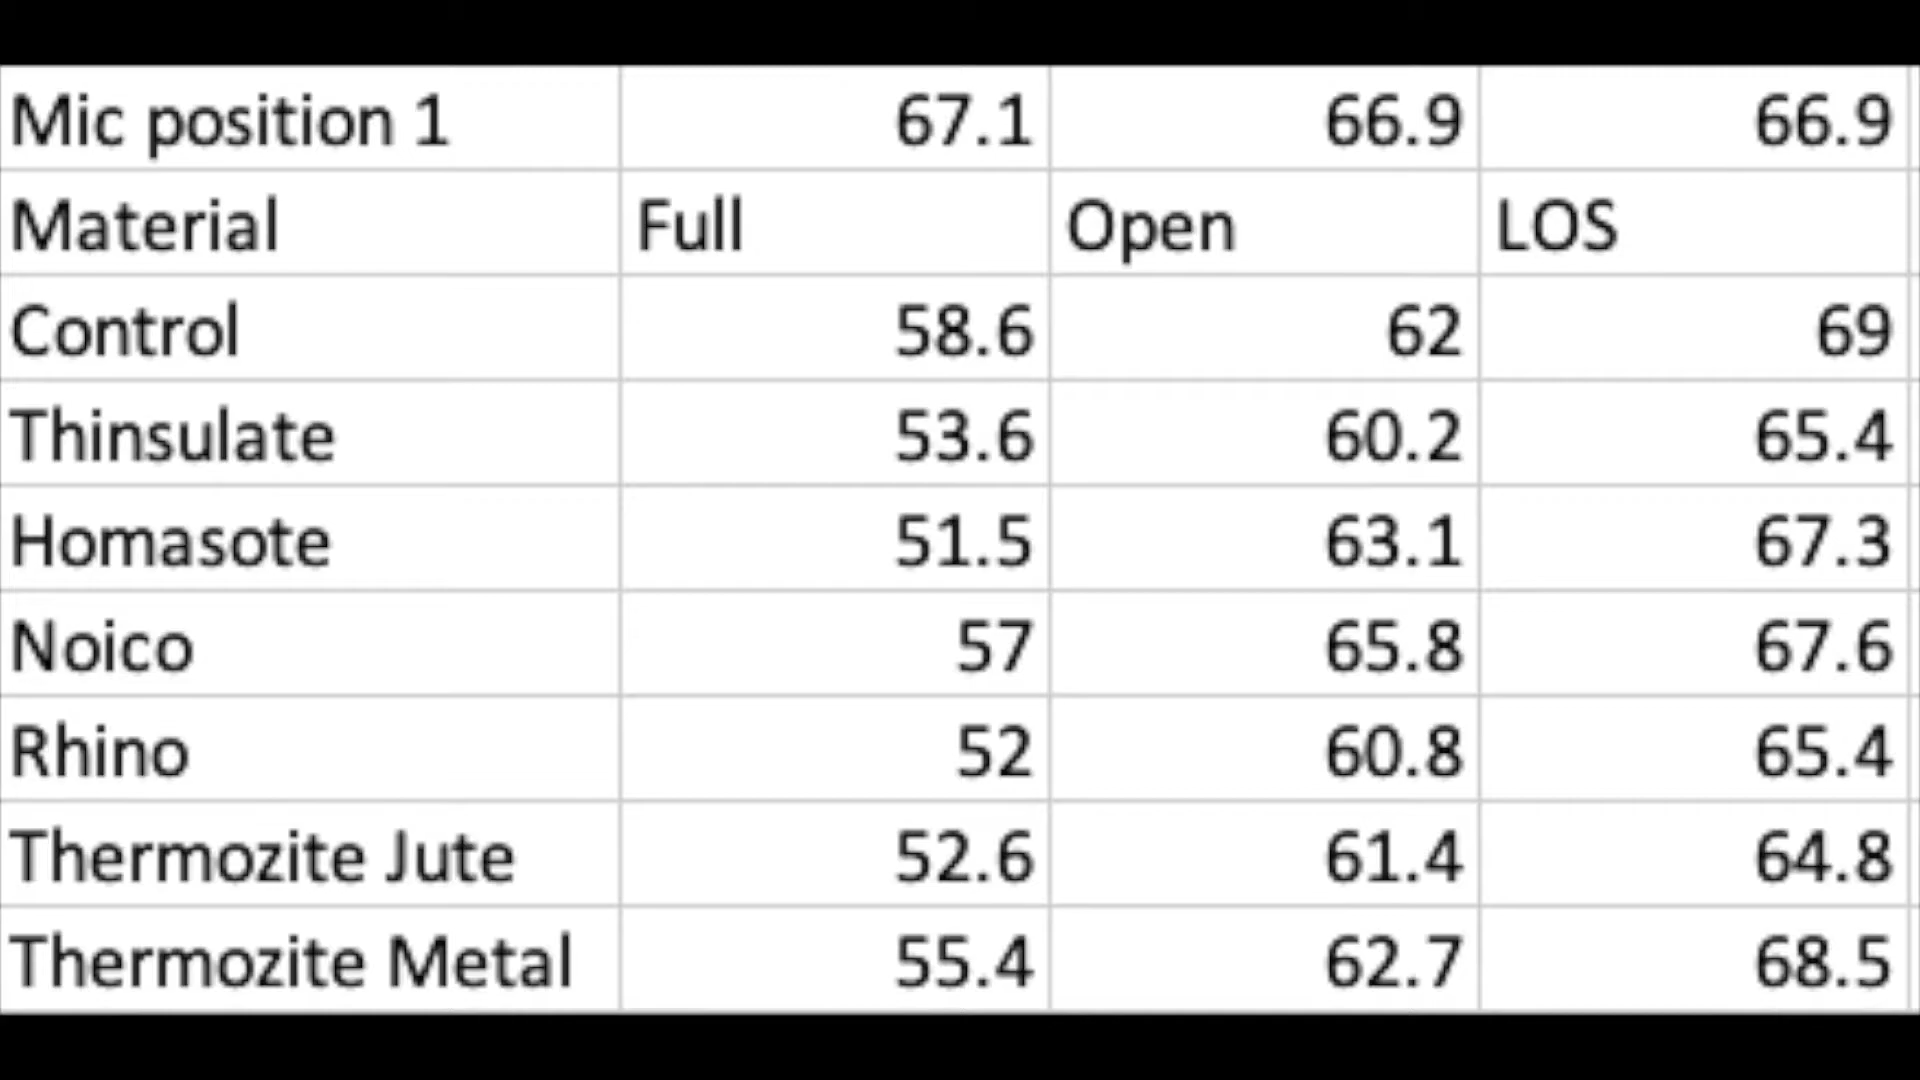 Mic position 1 67.1 66.9 66.9
Material Full Open LOS
Control 58.6 62 69
Thinsulate 53.6 60.2 65.4
Homasote 51.5 63.1 67.3
Noico 57 65.8 67.6
Rhino 52 60.8 65.4
Thermozite Jute 52.6 61.4 64.8
Thermozite Metal 55.4 62.7 68.5